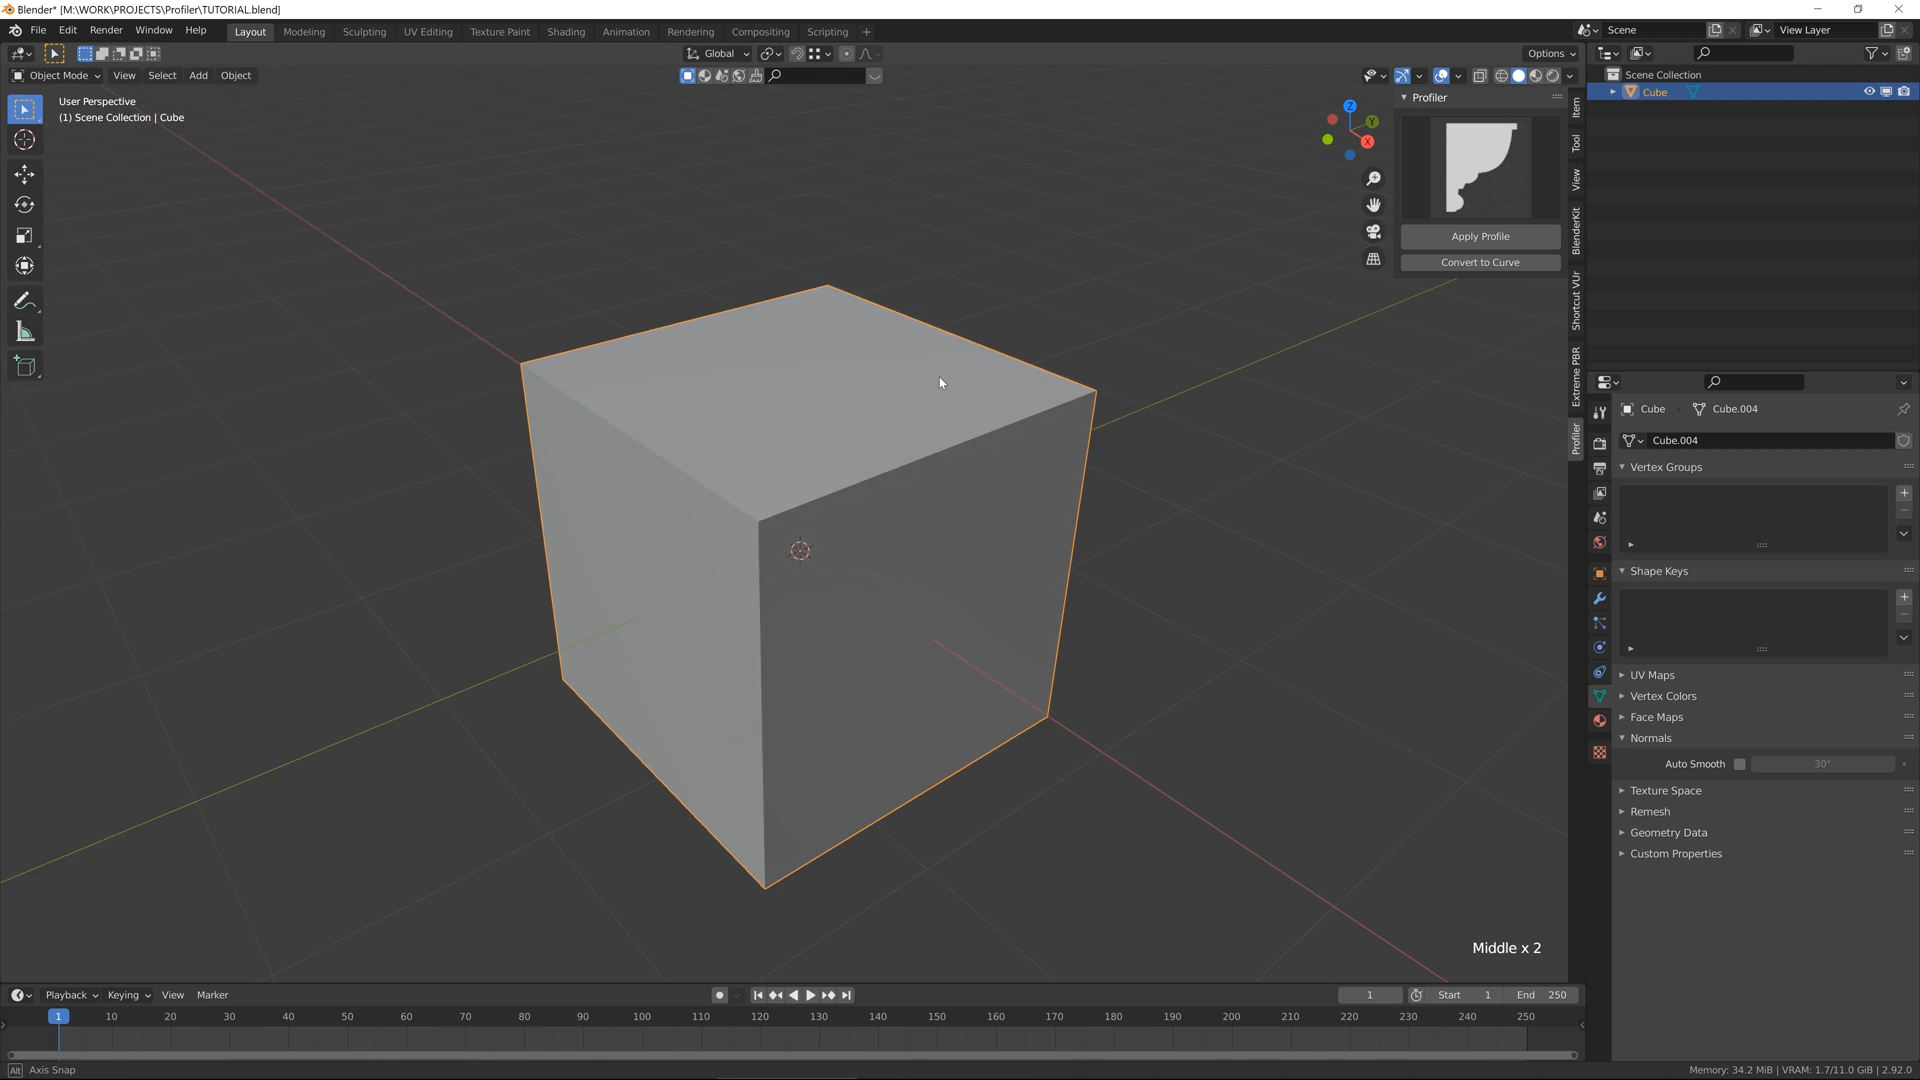 Blender* [M:\WORK\PROJECTS\Profiler\TUTORIAL.blend]
File Edit Render Window Help Layout Modeling Sculpting UV Editing Texture Paint Shading Animation Rendering Compositing Scripting + Scene View Layer
Global Options
Object Mode View Select Add Object
Scene Collection
Cube
User Perspective
(1) Scene Collection | Cube
Profiler
Z
Y
X
Apply Profile
Convert to Curve
Item
Tool
View
BlenderKit
Shortcut VUr
Extreme PBR
Profiler
Cube Cube.004
Cube.004
Vertex Groups
Shape Keys
UV Maps
Vertex Colors
Face Maps
Normals
Auto Smooth 30°
Texture Space
Remesh
Geometry Data
Custom Properties
Middle x 2
Playback Keying View Marker 1 Start 1 End 250
1 10 20 30 40 50 60 70 80 90 100 110 120 130 140 150 160 170 180 190 200 210 220 230 240 250
Alt Axis Snap
Memory: 34.2 MiB | VRAM: 1.7/11.0 GiB | 2.92.0